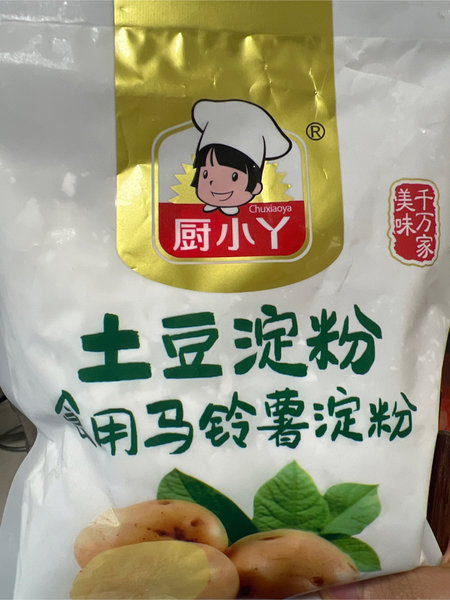 ®
Chuxiaoya
厨小丫
千万家
美味
土豆淀粉
食用马铃薯淀粉